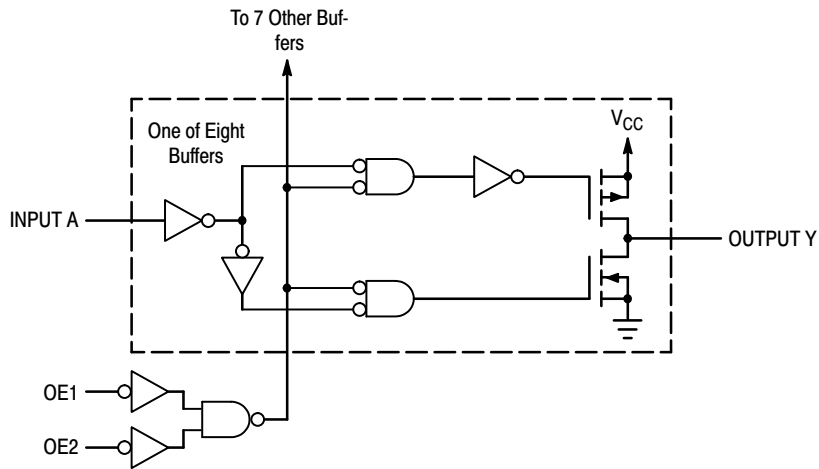 To 7 Other Buf-
fers
One of Eight
Buffers
VCC
INPUT A
OUTPUT Y
OE1
OE2